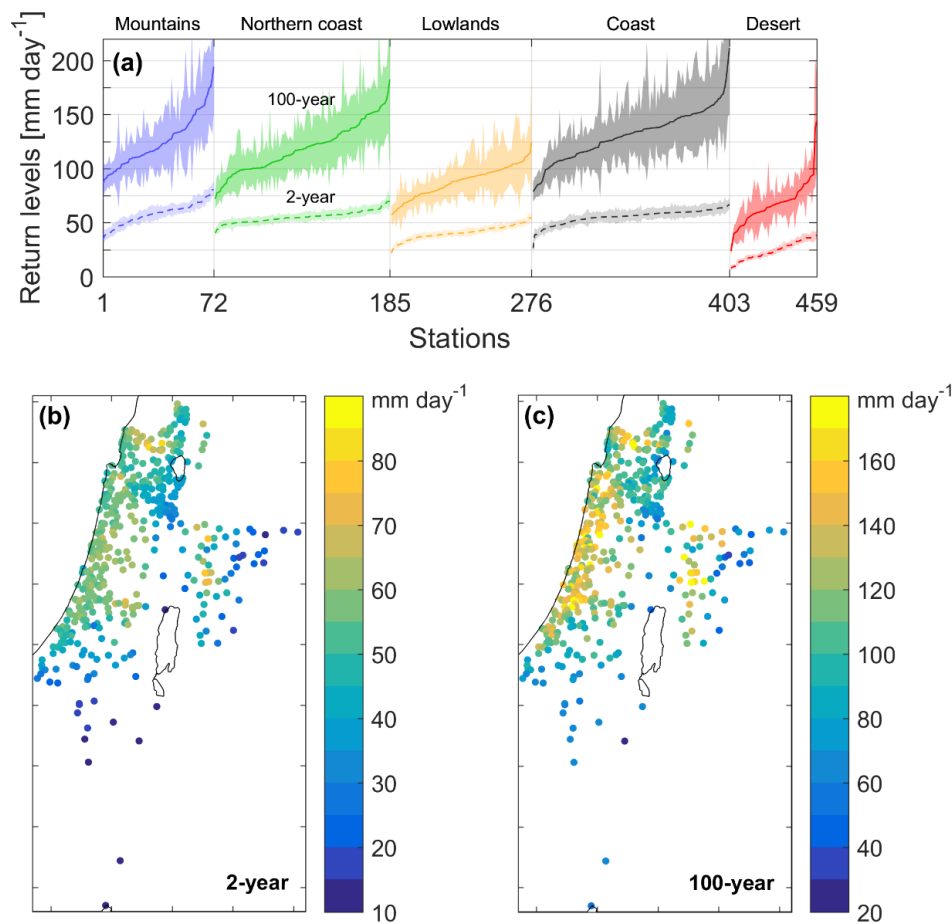 Mountains Northern coast Lowlands Coast Desert
(a)
200
150
100
50
0
Return levels [mm day-1]
100-year
2-year
1 72 185 276 403 459
Stations
(b)
mm day-1
80
70
60
50
40
30
20
10
2-year
(c)
mm day-1
160
140
120
100
80
60
40
20
100-year